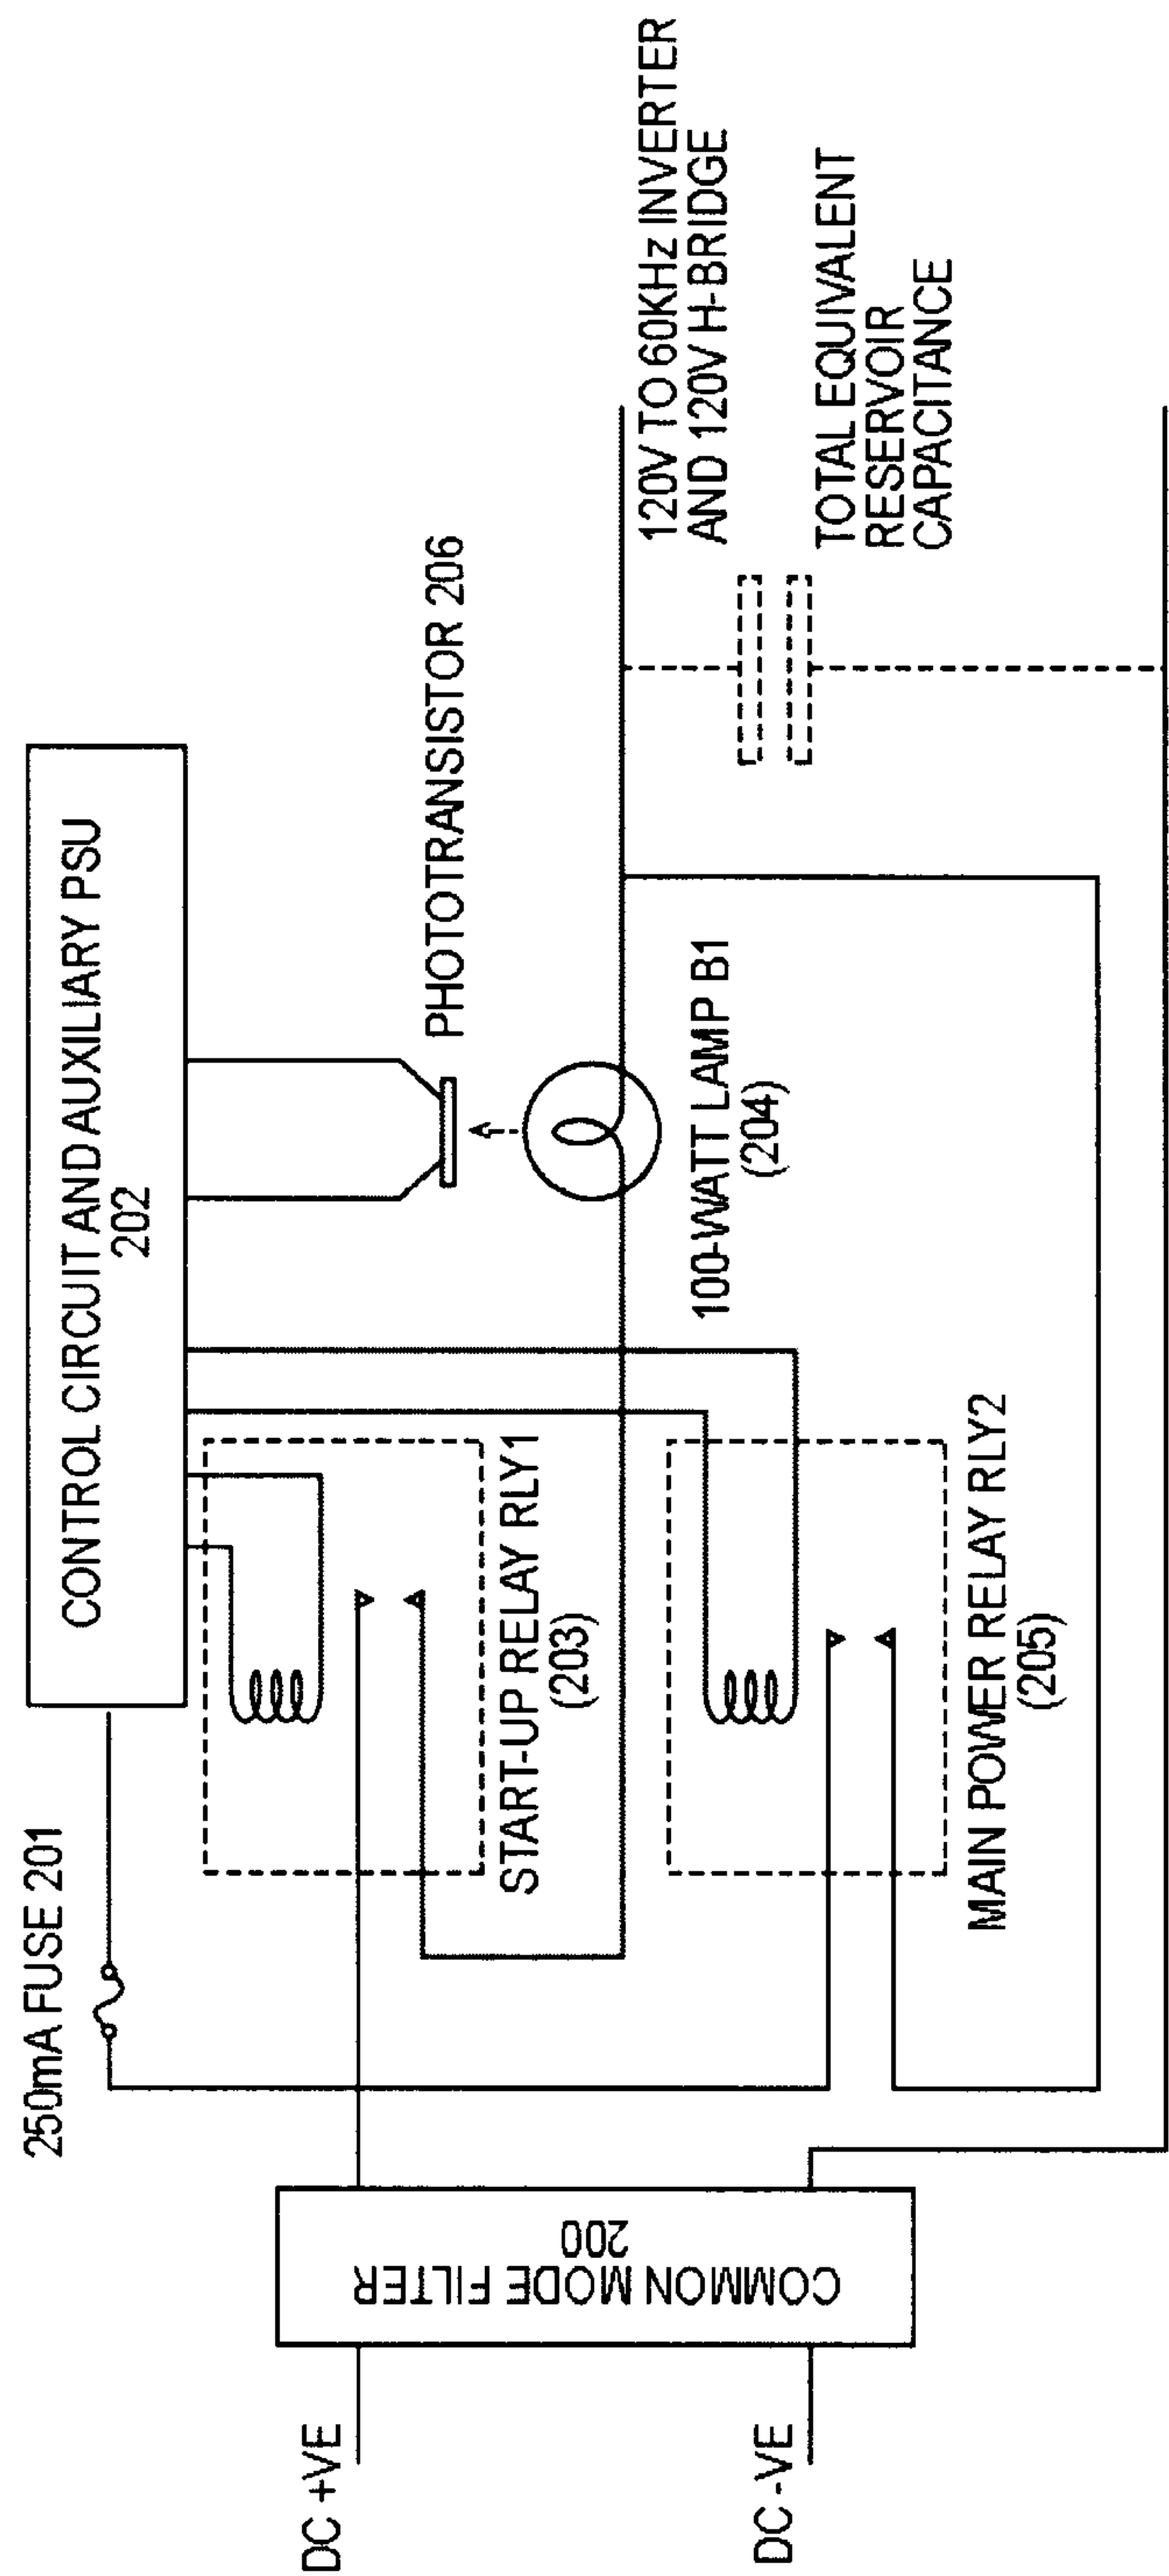 250mA FUSE 201
CONTROL CIRCUIT AND AUXILIARY PSU
202
PHOTOTRANSISTOR 206
DC +VE
COMMON MODE FILTER
200
DC -VE
START-UP RELAY RLY1
(203)
100-WATT LAMP B1
(204)
MAIN POWER RELAY RLY2
(205)
120V TO 60KHz INVERTER
AND 120V H-BRIDGE
TOTAL EQUIVALENT
RESERVOIR
CAPACITANCE